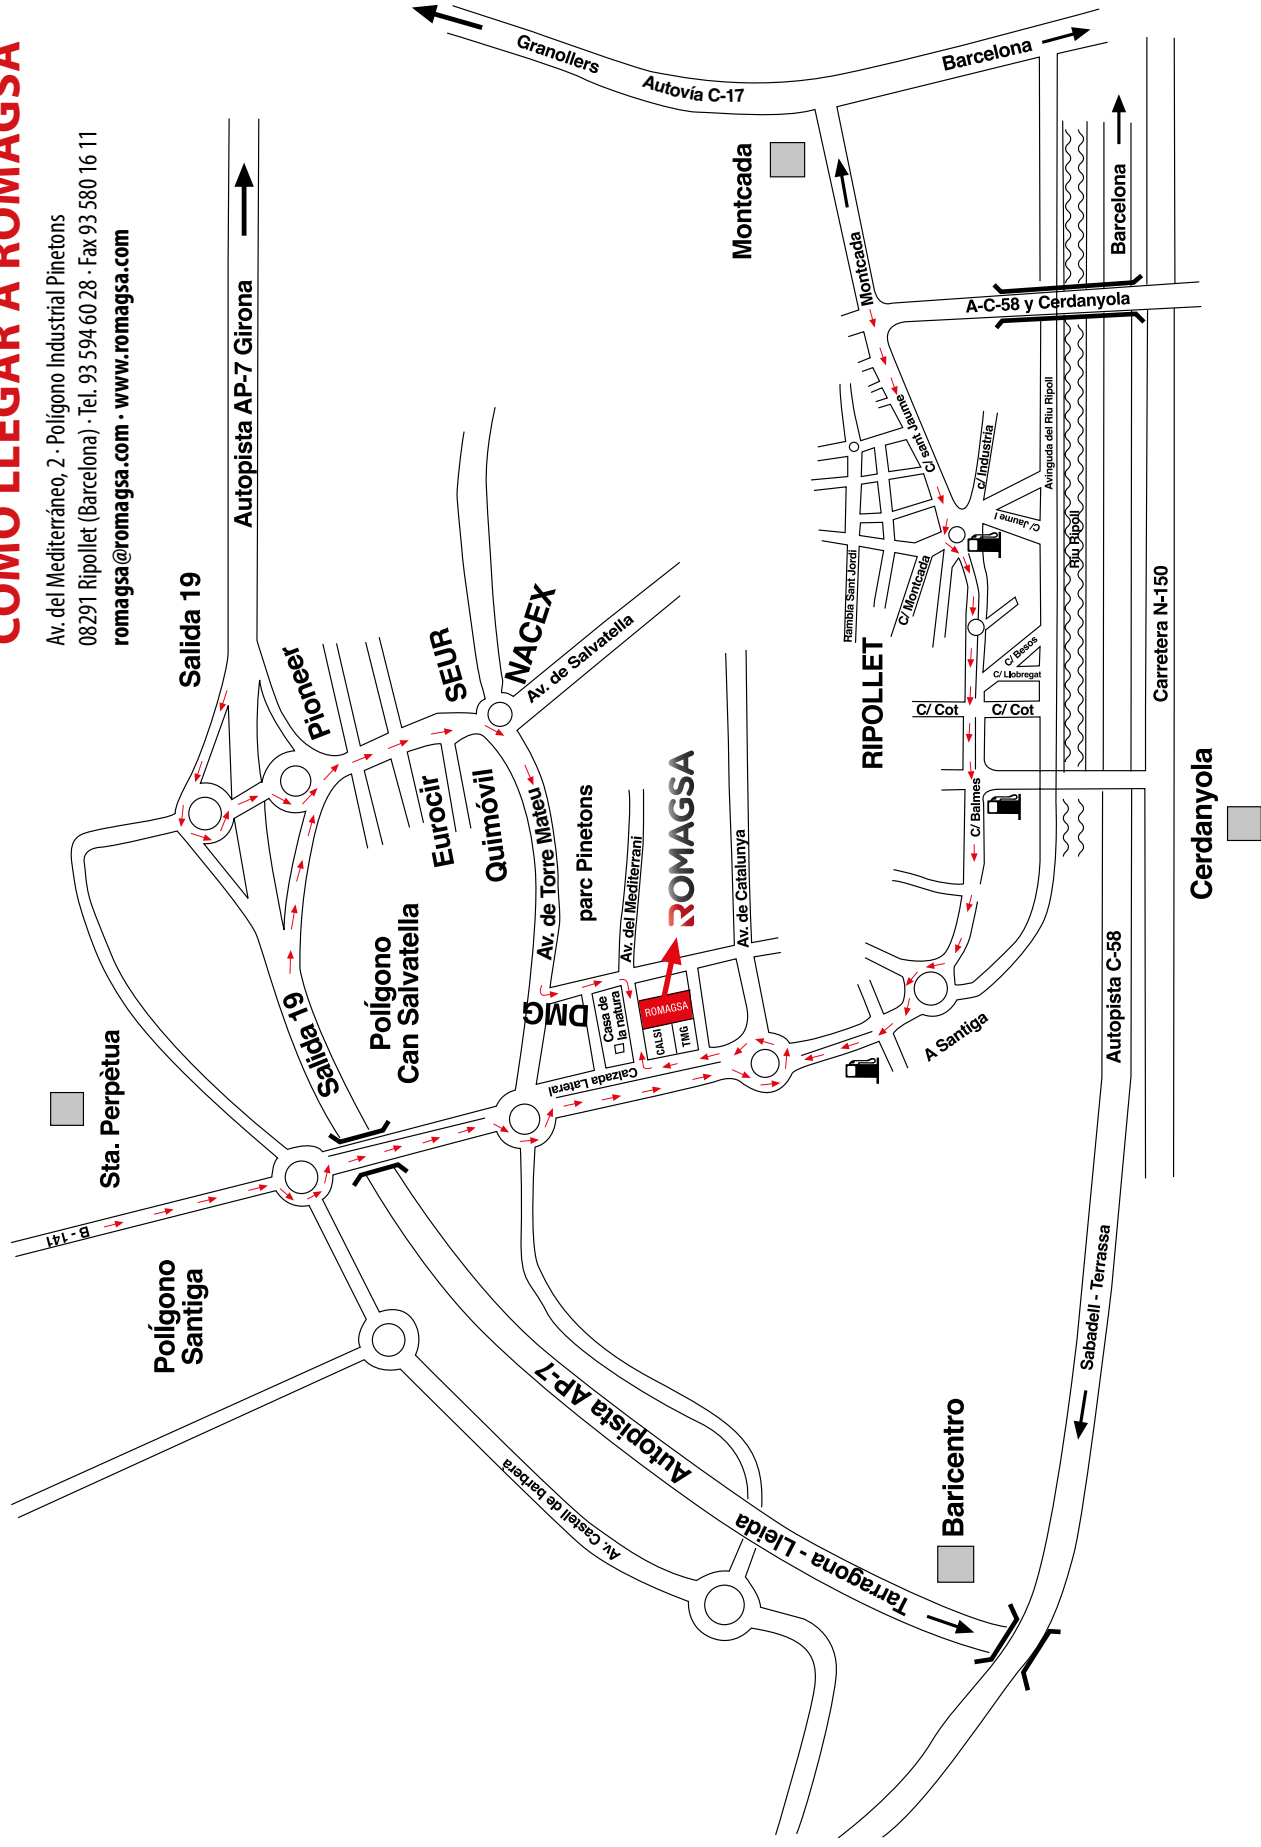 COMO LLEGAR A ROMAGSA
Av. del Mediterráneo, 2 · Polígono Industrial Pinetons
08291 Ripollet (Barcelona) · Tel. 93 594 60 28 · Fax 93 580 16 11
romagsa@romagsa.com · www.romagsa.com
Sta. Perpètua
B - 141
Polígono
Santiga
Salida 19
Autopista AP-7 Girona
Salida 19
Pioneer
Polígono
Can Salvatella
Eurocir
Quimóvil
SEUR
NACEX
Av. de Salvatella
Av. de Torre Mateu
parc Pinetons
DMG
Casa de
la natura
Av. del Mediterrani
Calzada Lateral
CALSI
TMG
ROMAGSA
ROMAGSA
Av. de Catalunya
Autopista AP-7
Tarragona - Lleida
Av. Castell de barberà
Baricentro
Granollers
Autovía C-17
Barcelona
Montcada
Montcada
A-C-58 y Cerdanyola
Barcelona
C/ sant Jaume
c/ Industria
C/ Jaume I
Avinguda del Riu Ripoll
Riu Ripoll
Rambla Sant Jordi
C/ Montcada
RIPOLLET
C/ Besos
C/ Llobregat
C/ Cot
C/ Cot
C/ Balmes
A Santiga
Carretera N-150
Cerdanyola
Autopista C-58
Sabadell - Terrassa